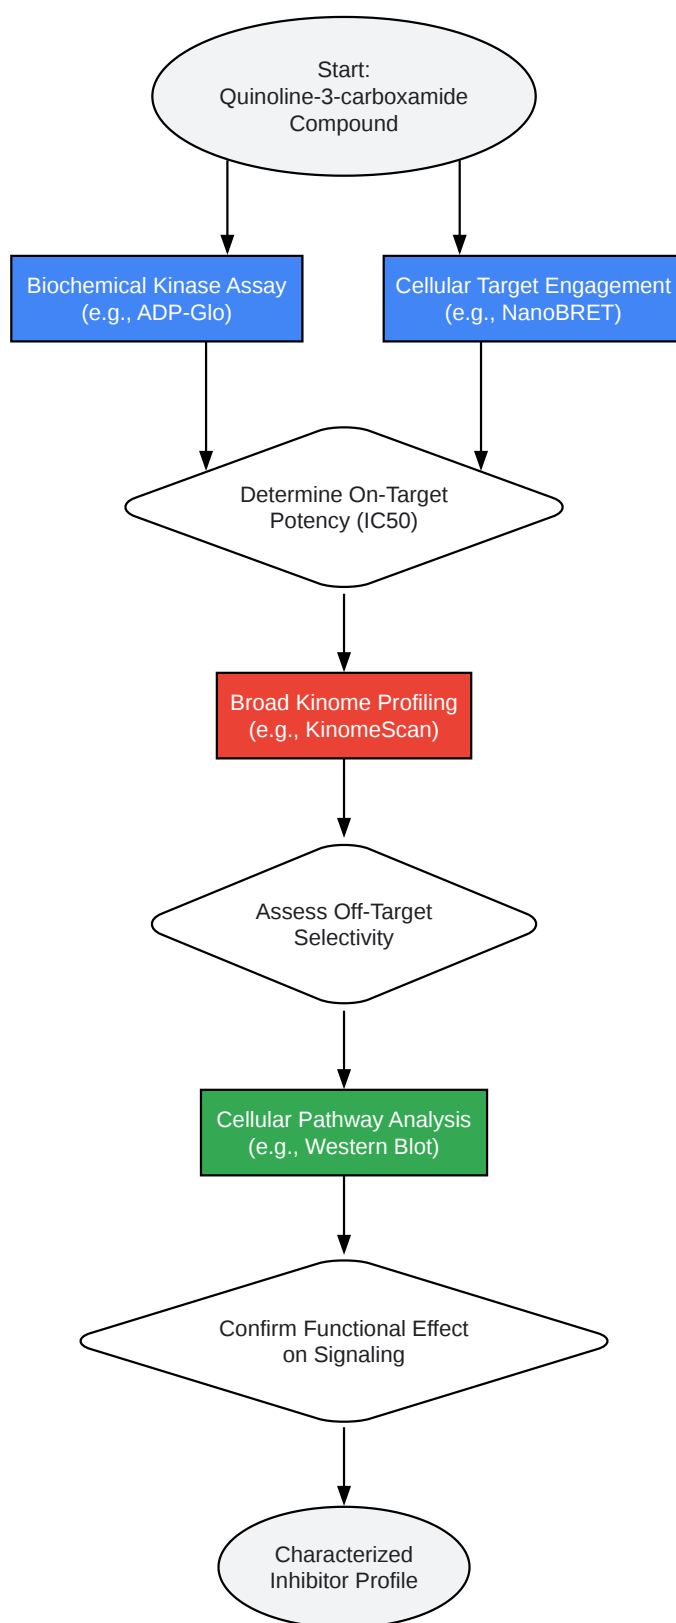 Start:
Quinoline-3-carboxamide
Compound
Biochemical Kinase Assay
(e.g., ADP-Glo)
Cellular Target Engagement
(e.g., NanoBRET)
Determine On-Target
Potency (IC50)
Broad Kinome Profiling
(e.g., KinomeScan)
Assess Off-Target
Selectivity
Cellular Pathway Analysis
(e.g., Western Blot)
Confirm Functional Effect
on Signaling
Characterized
Inhibitor Profile